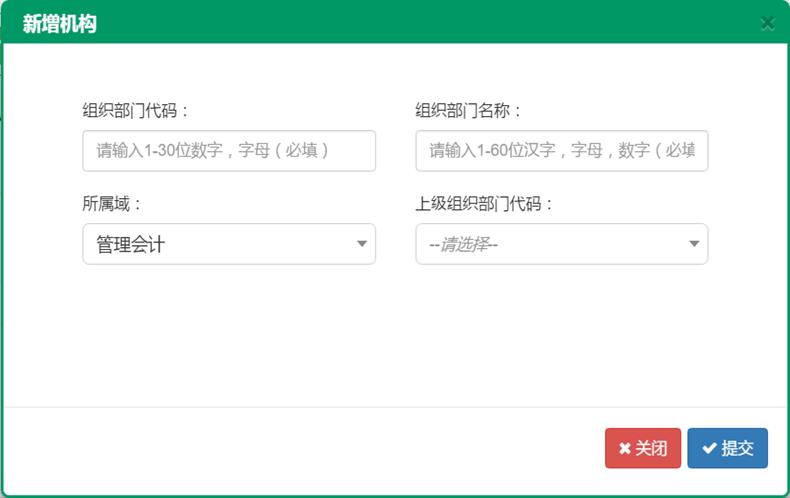 新增机构
组织部门代码：
组织部门名称：
请输入1-30位数字，字母（必填）
请输入1-60位汉字，字母，数字（必填
所属域：
上级组织部门代码：
管理会计
--请选择--
关闭
提交